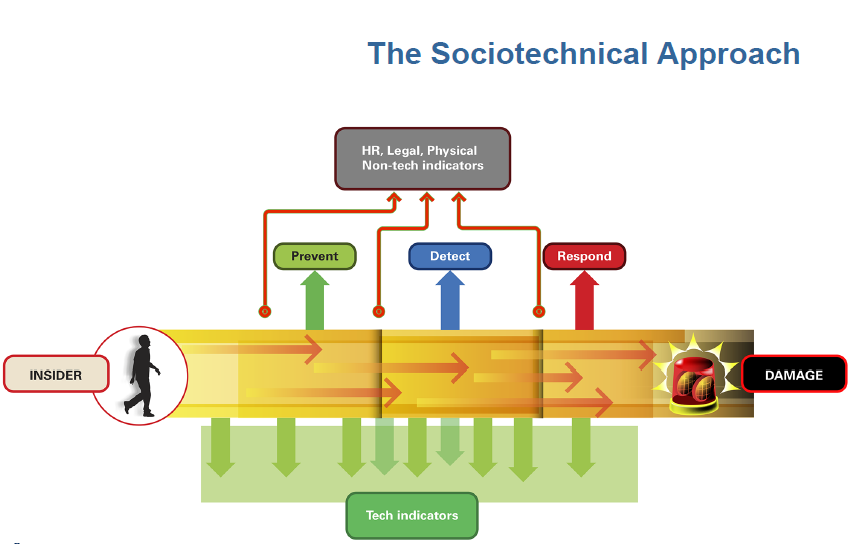 The Sociotechnical Approach
HR, Legal, Physical
Non-tech indicators
Prevent
Detect
Respond
INSIDER
DAMAGE
Tech indicators